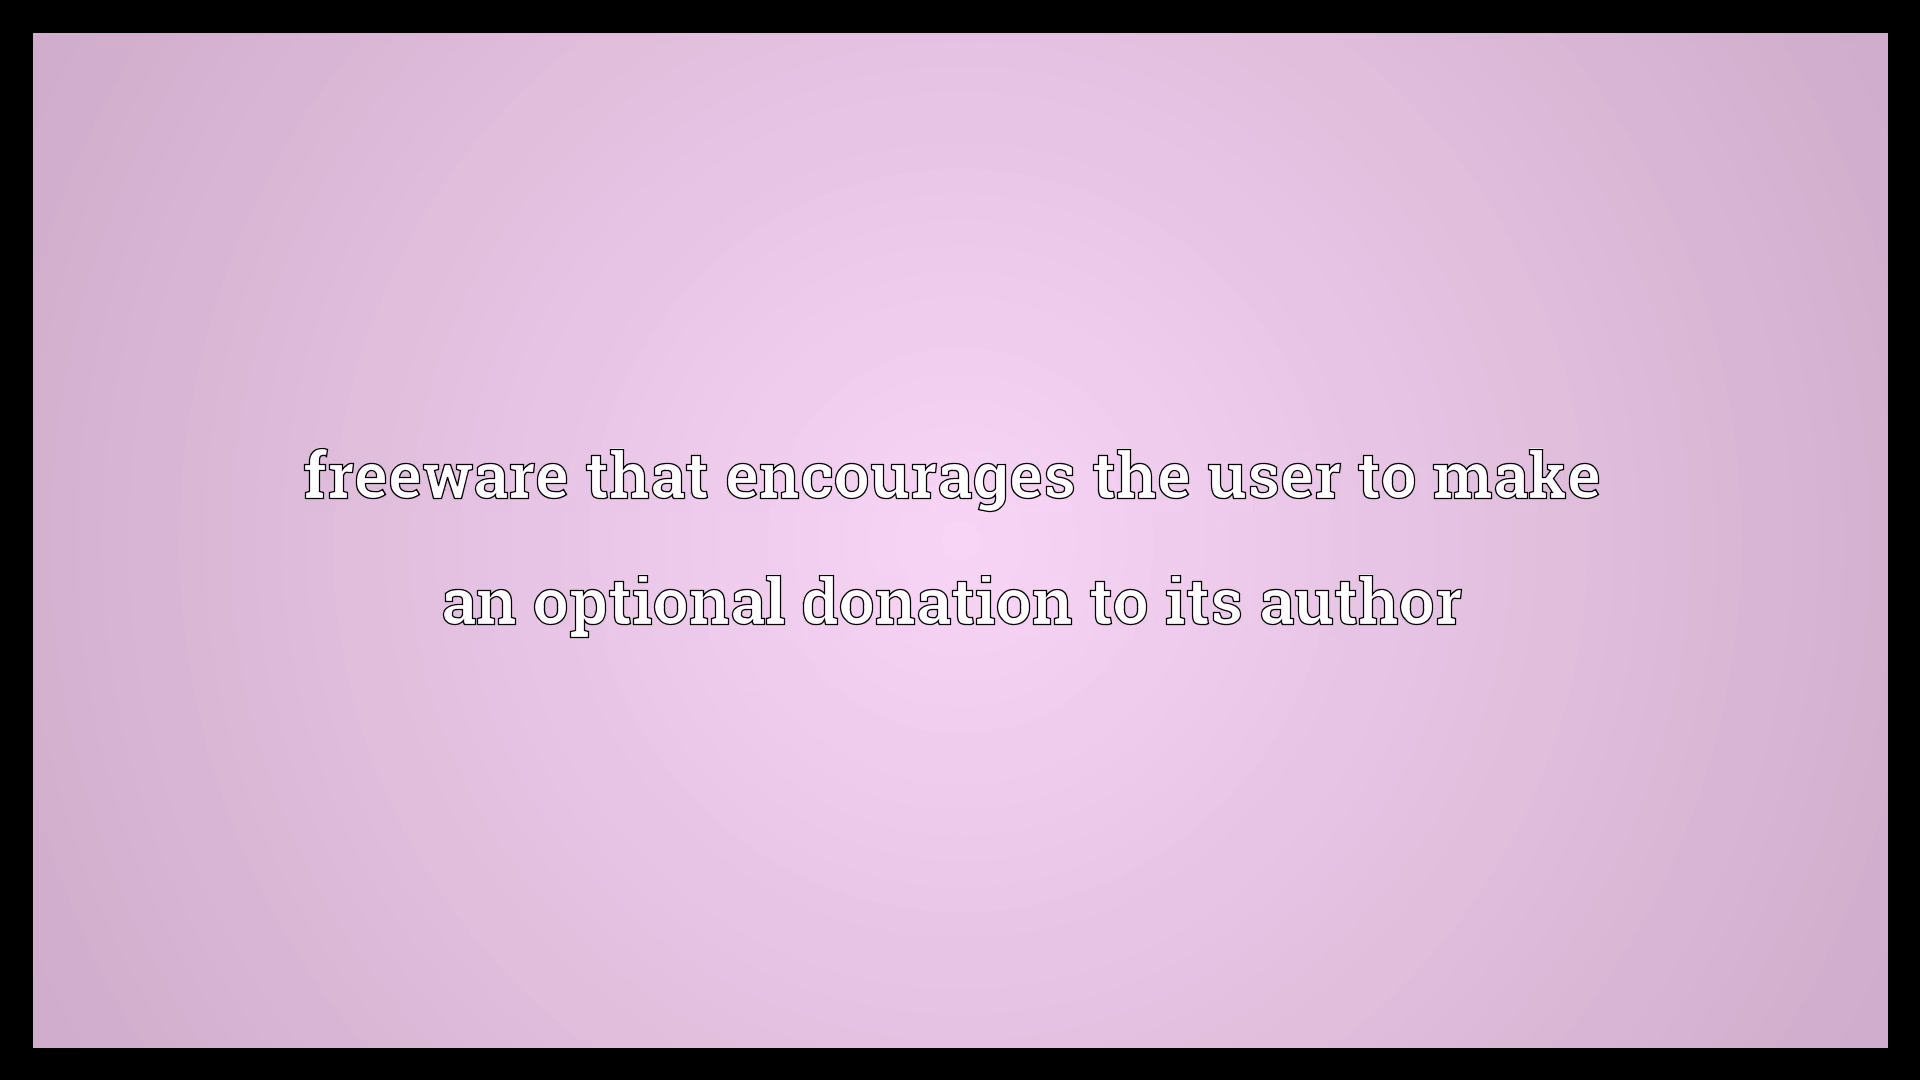 freeware that encourages the user to make
an optional donation to its author